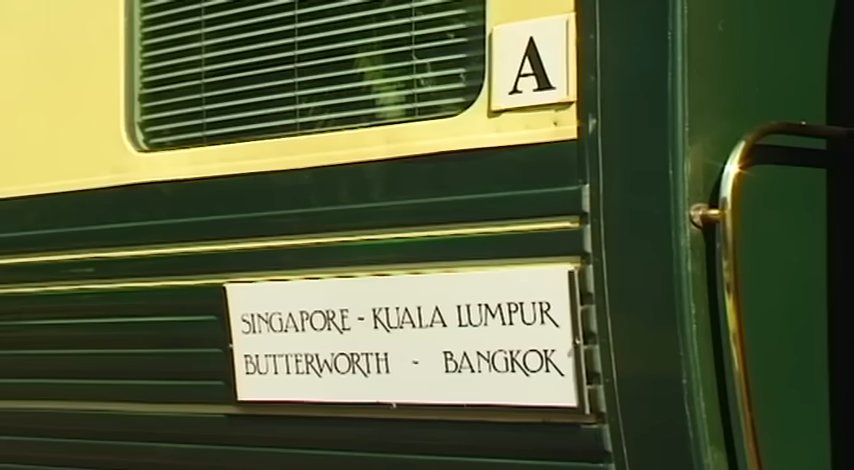 A
SINGAPORE - KUALA LUMPUR
BUTTERWORTH - BANGKOK